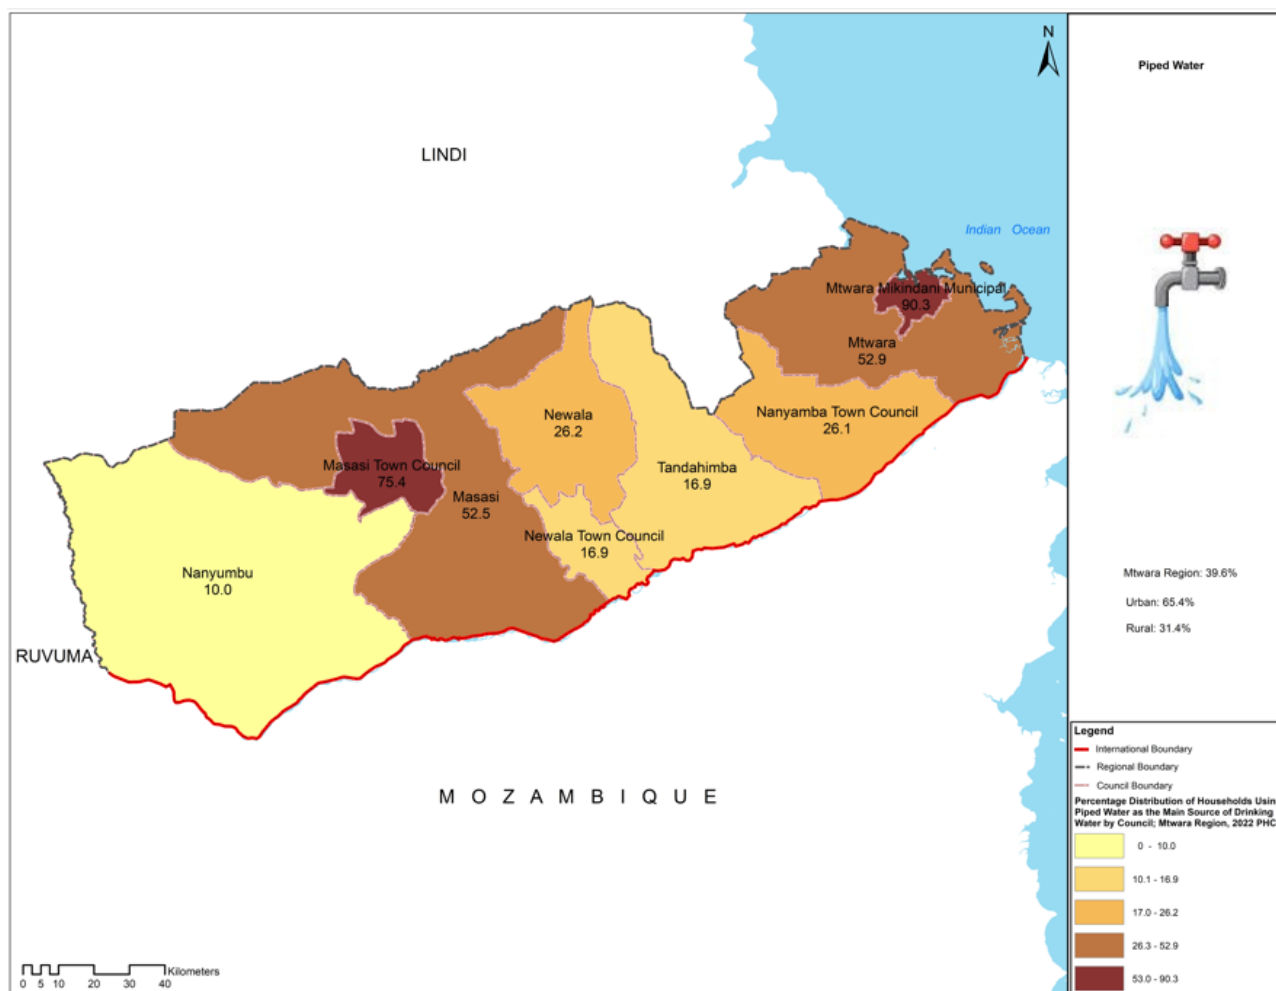 N
LINDI
Indian Ocean
Mtwara Mikindani Municipal
90.3
Mtwara
52.9
Nanyamba Town Council
26.1
Newala
26.2
Tandahimba
16.9
Masasi Town Council
75.4
Masasi
52.5
Newala Town Council
16.9
Nanyumbu
10.0
RUVUMA
MOZAMBIQUE
Kilometers
0 5 10 20 30 40
Piped Water
Mtwara Region: 39.6%
Urban: 65.4%
Rural: 31.4%
Legend
International Boundary
Regional Boundary
Council Boundary
Percentage Distribution of Households Usin
Piped Water as the Main Source of Drinking
Water by Council; Mtwara Region, 2022 PHC
0 - 10.0
10.1 - 16.9
17.0 - 26.2
26.3 - 52.9
53.0 - 90.3